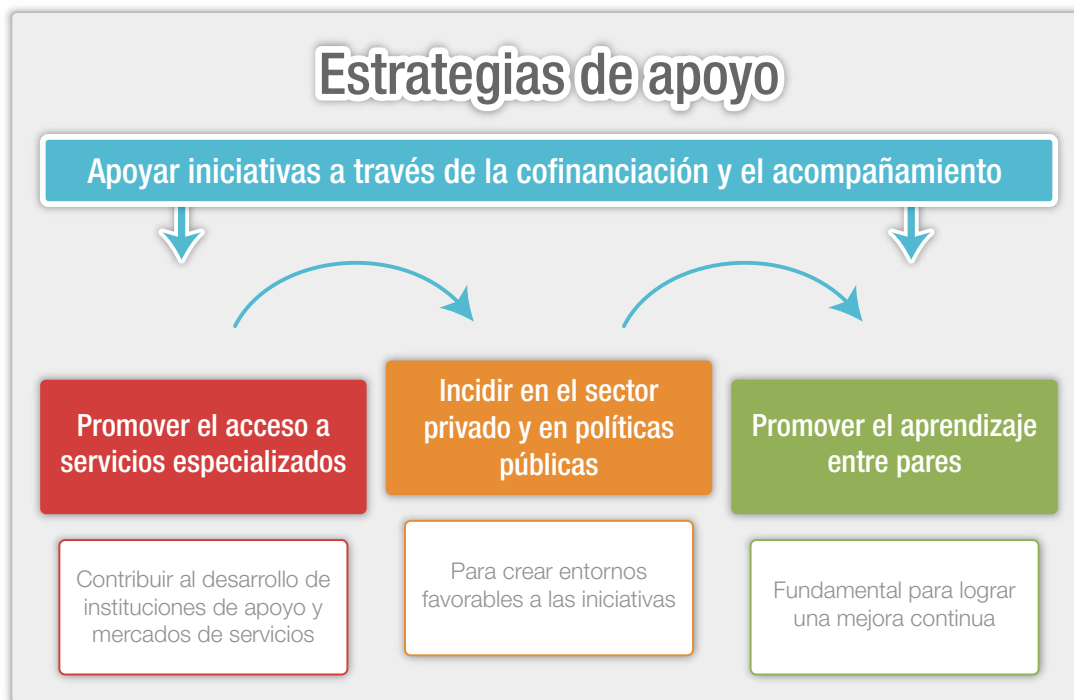 Estrategias de apoyo
Apoyar iniciativas a través de la cofinanciación y el acompañamiento
Promover el acceso a
servicios especializados
Contribuir al desarrollo de
instituciones de apoyo y
mercados de servicios
Incidir en el sector
privado y en políticas
públicas
Para crear entornos
favorables a las iniciativas
Promover el aprendizaje
entre pares
Fundamental para lograr
una mejora continua